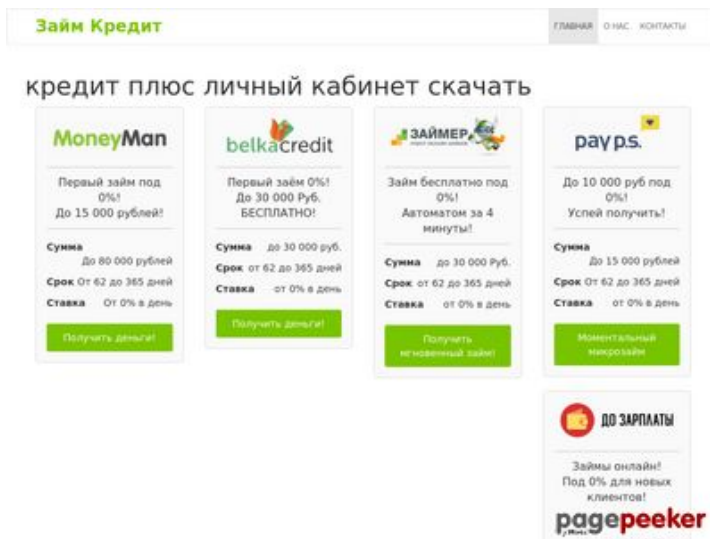 Займ Кредит
ГЛАВНАЯ О НАС. КОНТАКТЫ
кредит плюс личный кабинет скачать
MoneyMan
Первый займ под
0%!
До 15 000 рублей!
Сумма
До 80 000 рублей
Срок От 62 до 365 дней
Ставка От 0% в день
Получить деньги!
belkacredit
Первый заём 0%!
До 30 000 Руб.
БЕСПЛАТНО!
Сумма до 30 000 руб.
Срок от 62 до 365 дней
Ставка от 0% в день
Получить деньги!
ЗАЙМЕР
Займ бесплатно под
0%!
Автоматом за 4
минуты!
Сумма до 30 000 Руб.
Срок от 62 до 365 дней
Ставка от 0% в день
Получить
мгновенный займ!
pay p.s.
До 10 000 руб под
0%!
Успей получить!
Сумма
До 15 000 рублей
Срок От 62 до 365 дней
Ставка от 0% в день
Моментальный
микрозайм
ДО ЗАРПЛАТЫ
Займы онлайн!
Под 0% для новых
клиентов!
pagepeeker